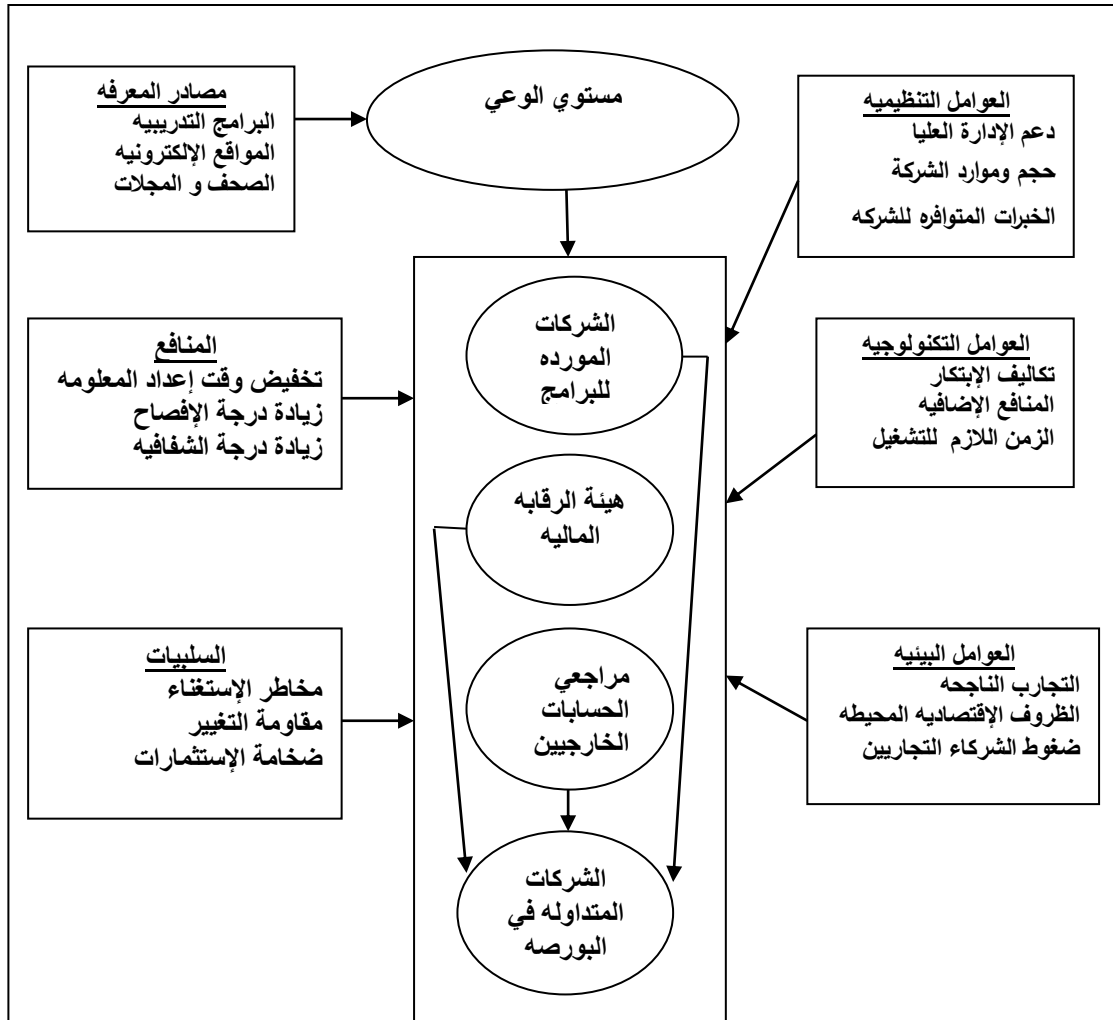 مستوي الوعي
العوامل التنظيميه
دعم الإدارة العليا
حجم وموارد الشركة
الخبرات المتوافره للشركه
مصادر المعرفه
البرامج التدريبيه
المواقع الإلكترونيه
الصحف و المجلات
العوامل التكنولوجيه
تكاليف الإبتكار
المنافع الإضافيه
الزمن اللازم للتشغيل
الشركات
المورده
للبرامج
المنافع
تخفيض وقت إعداد المعلومه
زيادة درجة الإفصاح
زيادة درجة الشفافيه
هيئة الرقابه
الماليه
العوامل البيئيه
التجارب الناجحه
الظروف الإقتصاديه المحيطه
ضغوط الشركاء التجاريين
مراجعي
الحسابات
الخارجيين
السلبيات
مخاطر الإستغناء
مقاومة التغيير
ضخامة الإستثمارات
الشركات
المتداوله في
البورصه